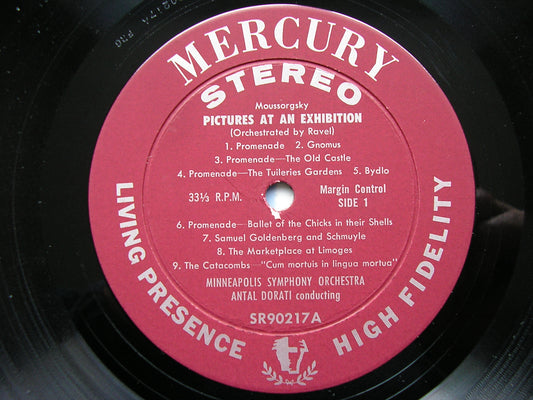 MERCURY
STEREO
Moussorgsky
PICTURES AT AN EXHIBITION
(Orchestrated by Ravel)
1. Promenade 2. Gnomus
3. Promenade—The Old Castle
4. Promenade—The Tuileries Gardens 5. Bydlo
33⅓ R.P.M.
Margin Control
SIDE 1
6. Promenade—Ballet of the Chicks in their Shells
7. Samuel Goldenberg and Schmuyle
8. The Marketplace at Limoges
9. The Catacombs—"Cum mortuis in lingua mortua"
MINNEAPOLIS SYMPHONY ORCHESTRA
ANTAL DORATI conducting
SR90217A
LIVING PRESENCE
HIGH FIDELITY